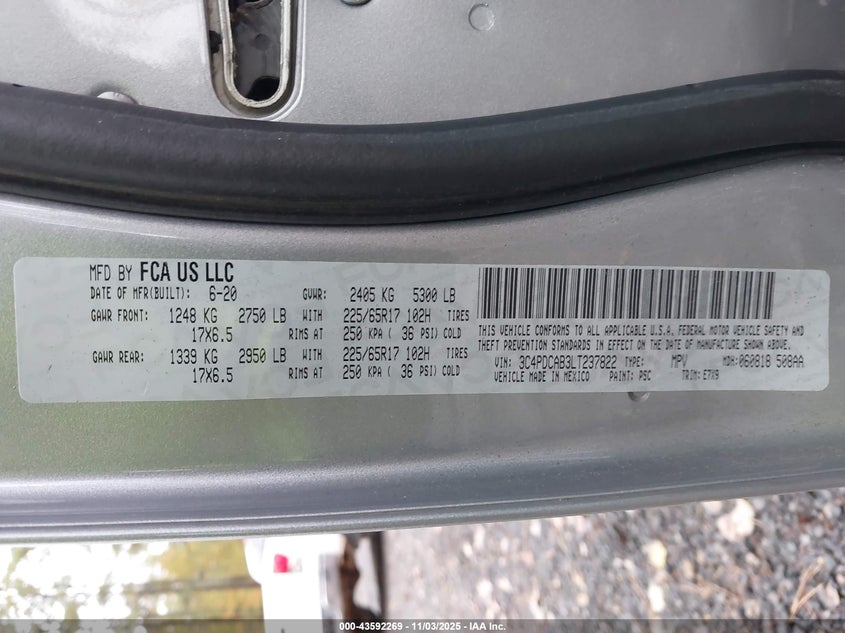 MFD BY FCA US LLC
DATE OF MFR(BUILT): 6-20 GVWR: 2405 KG 5300 LB
GAWR FRONT: 1248 KG 2750 LB WITH 225/65R17 102H TIRES
17X6.5 RIMS AT 250 KPA ( 36 PSI) COLD
GAWR REAR: 1339 KG 2950 LB WITH 225/65R17 102H TIRES
17X6.5 RIMS AT 250 KPA ( 36 PSI) COLD
THIS VEHICLE CONFORMS TO ALL APPLICABLE U.S.A. FEDERAL MOTOR VEHICLE SAFETY AND
THEFT PREVENTION STANDARDS IN EFFECT ON THE DATE OF MANUFACTURE SHOWN ABOVE.
VIN: 3C4PDCAB3LT237822 TYPE: MPV MDH: 060818 508AA
VEHICLE MADE IN MEXICO PAINT: PSC TRIM: E7X9
000-43592269 - 11/03/2025 - IAA Inc.